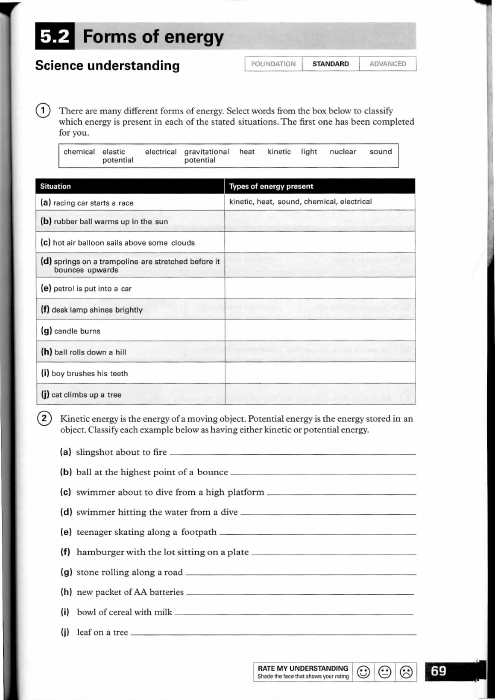 5.2 Forms of energy
Science understanding
FOUNDATION STANDARD ADVANCED
1 There are many different forms of energy. Select words from the box below to classify
which energy is present in each of the stated situations. The first one has been completed
for you.
chemical elastic electrical gravitational heat kinetic light nuclear sound
potential potential
Situation Types of energy present
(a) racing car starts a race kinetic, heat, sound, chemical, electrical
(b) rubber ball warms up in the sun
(c) hot air balloon sails above some clouds
(d) springs on a trampoline are stretched before it
bounces upwards
(e) petrol is put into a car
(f) desk lamp shines brightly
(g) candle burns
(h) ball rolls down a hill
(i) boy brushes his teeth
(j) cat climbs up a tree
2 Kinetic energy is the energy of a moving object. Potential energy is the energy stored in an
object. Classify each example below as having either kinetic or potential energy.
(a) slingshot about to fire
(b) ball at the highest point of a bounce
(c) swimmer about to dive from a high platform
(d) swimmer hitting the water from a dive
(e) teenager skating along a footpath
(f) hamburger with the lot sitting on a plate
(g) stone rolling along a road
(h) new packet of AA batteries
(i) bowl of cereal with milk
(j) leaf on a tree
RATE MY UNDERSTANDING
Shade the face that shows your rating
69